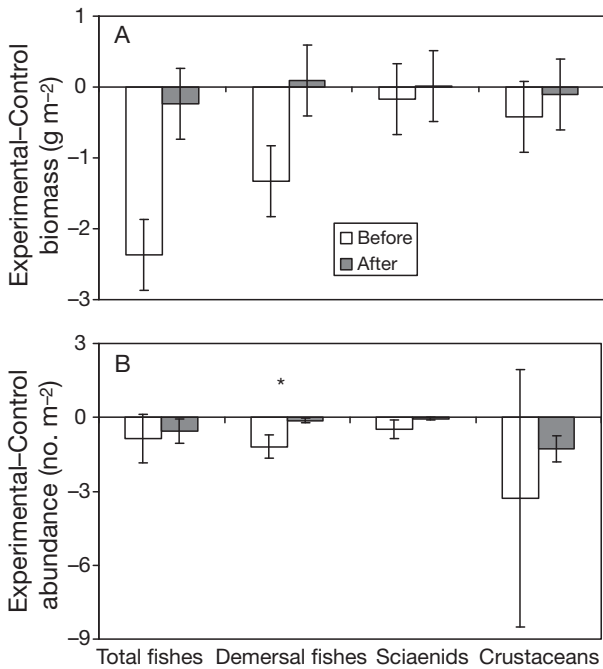 A
Experimental–Control
biomass (g m–2)
1
0
–1
–2
–3
Before
After
B
*
Experimental–Control
abundance (no. m–2)
3
0
–3
–6
–9
Total fishes Demersal fishes Sciaenids Crustaceans